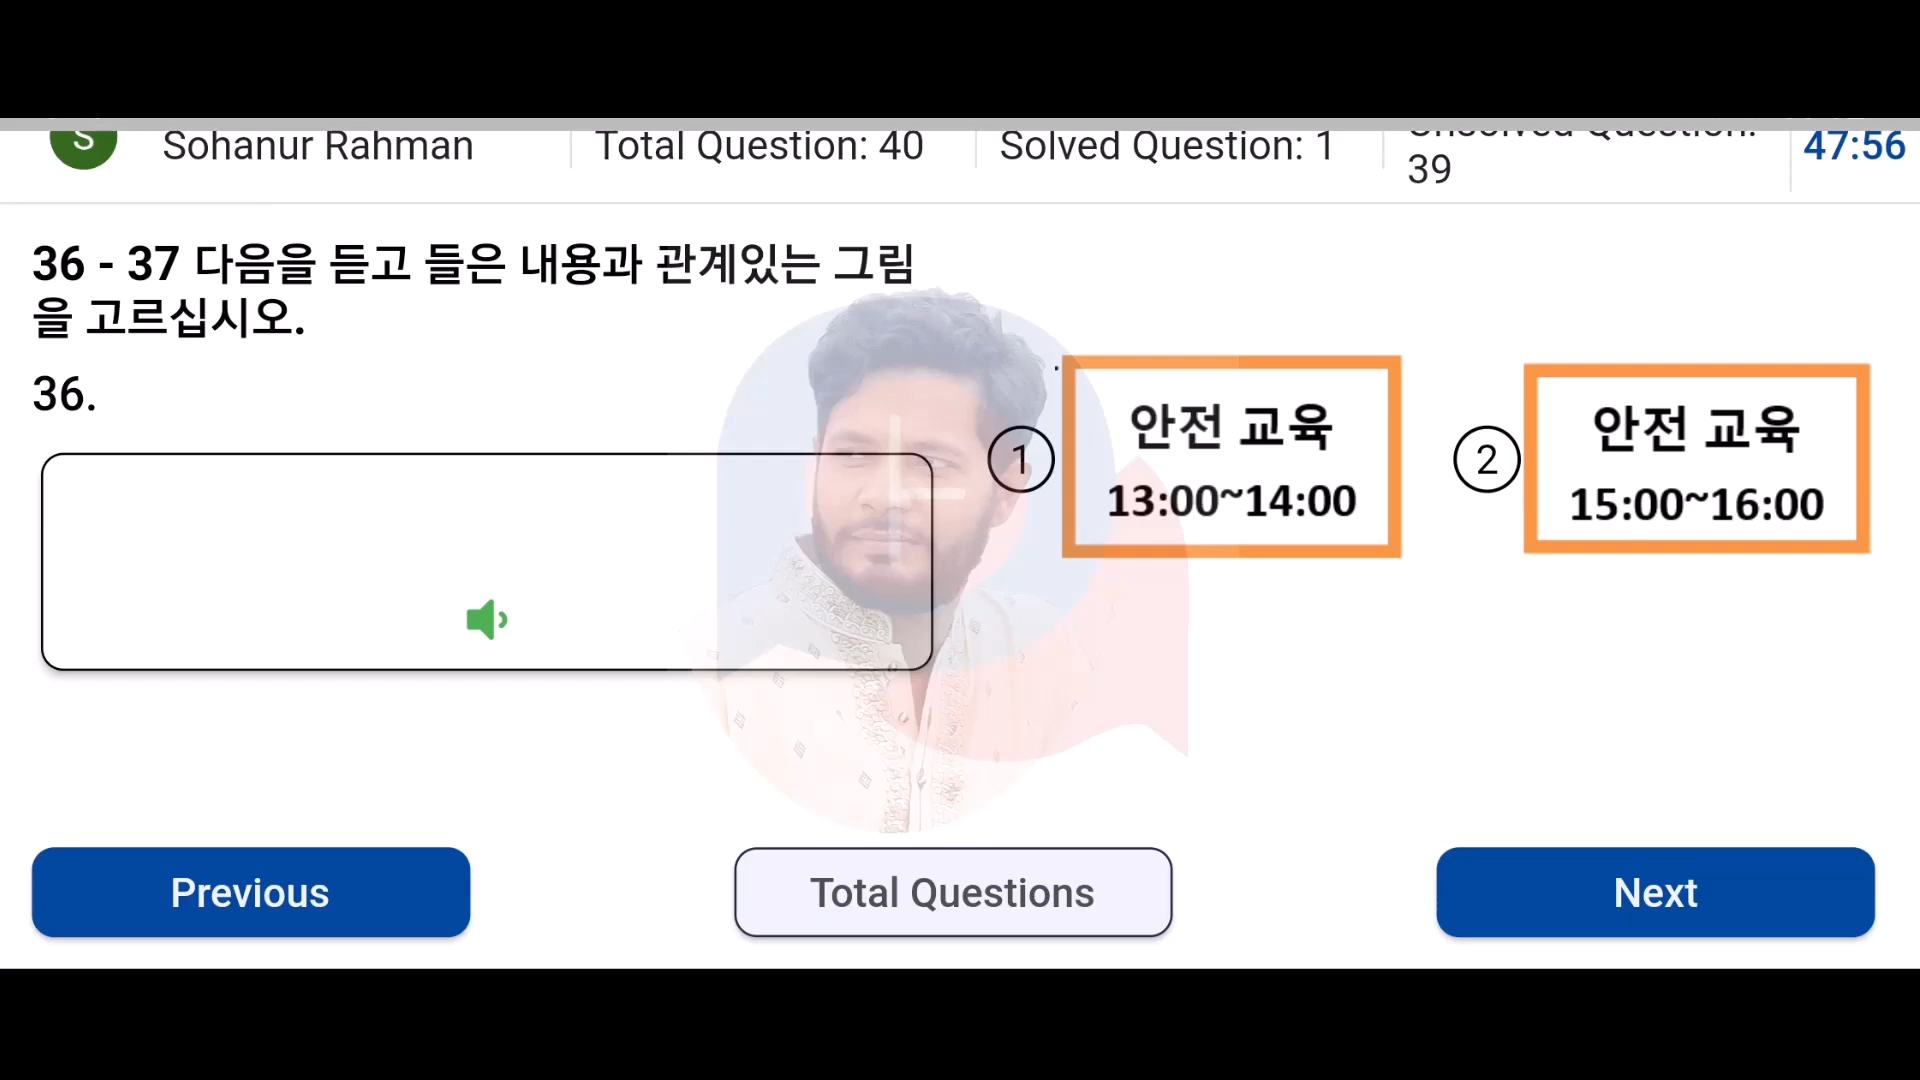 S
Sohanur Rahman
Total Question: 40
Solved Question: 1
Unsolved Question:
39
47:56
36 - 37 다음을 듣고 들은 내용과 관계있는 그림
을 고르십시오.
36.
1
안전 교육
13:00~14:00
2
안전 교육
15:00~16:00
Previous
Total Questions
Next